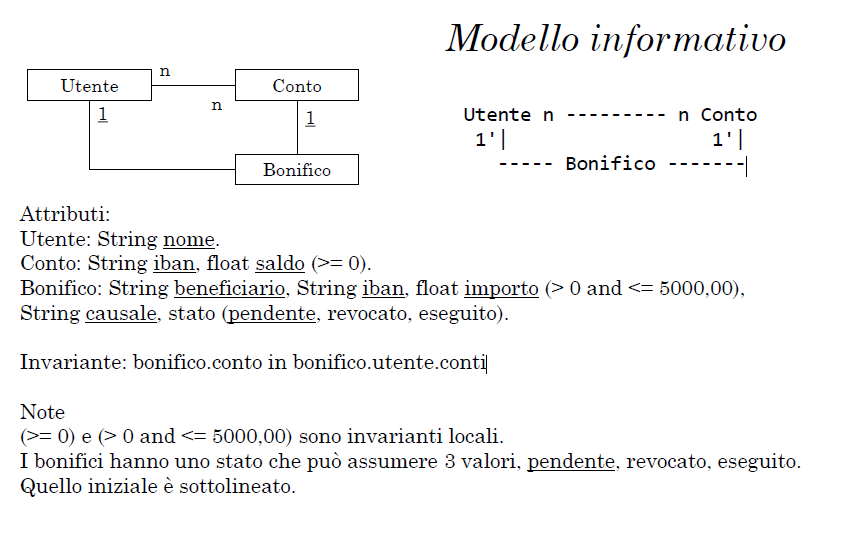 Modello informativo
Utente n Conto
1 n 1
Bonifico
Utente n --------- n Conto
1'| 1'|
----- Bonifico -------|
Attributi:
Utente: String nome.
Conto: String iban, float saldo (>= 0).
Bonifico: String beneficiario, String iban, float importo (> 0 and <= 5000,00),
String causale, stato (pendente, revocato, eseguito).
Invariante: bonifico.conto in bonifico.utente.conti
Note
(>= 0) e (> 0 and <= 5000,00) sono invarianti locali.
I bonifici hanno uno stato che può assumere 3 valori, pendente, revocato, eseguito.
Quello iniziale è sottolineato.